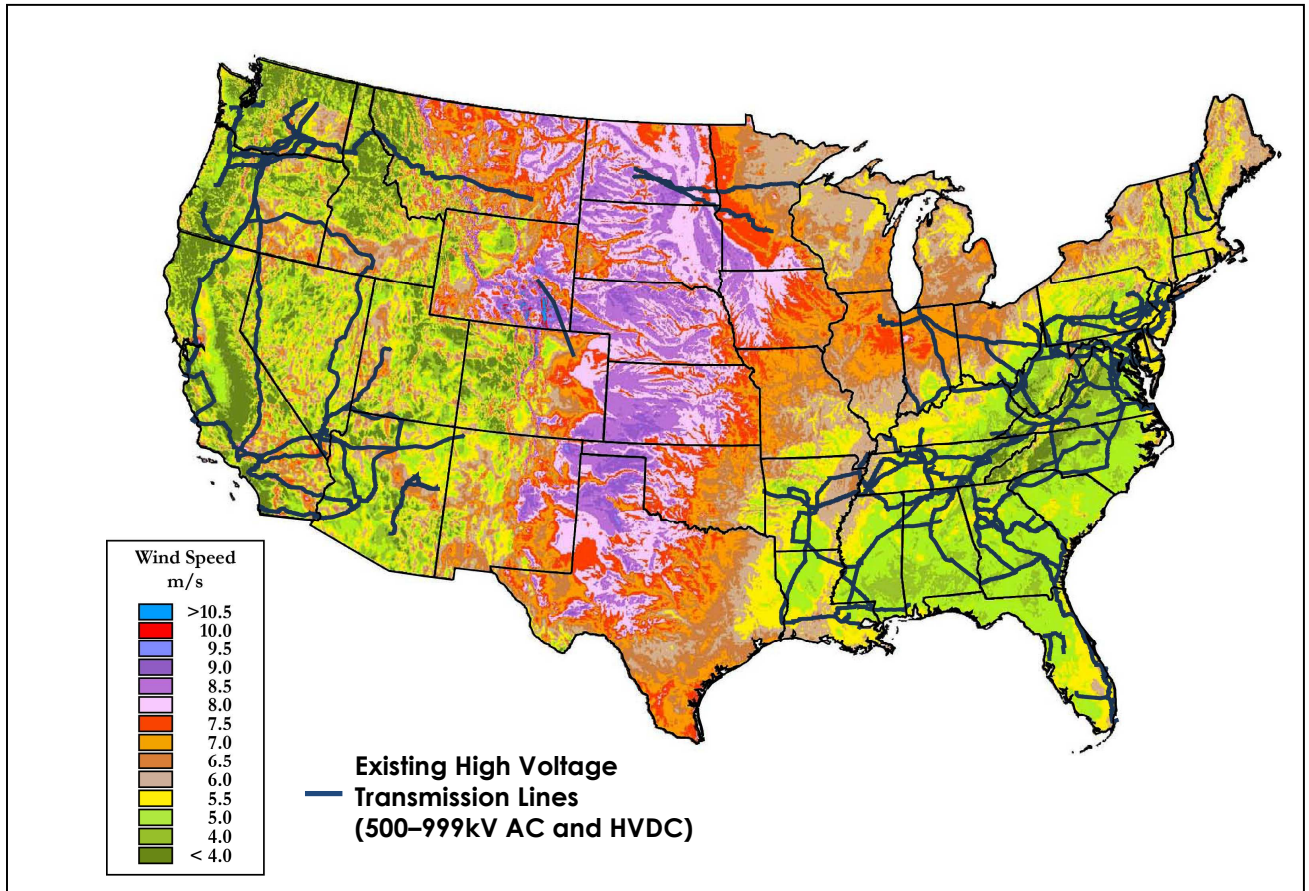 Wind Speed
m/s
>10.5
10.0
9.5
9.0
8.5
8.0
7.5
7.0
6.5
6.0
5.5
5.0
4.0
< 4.0
Existing High Voltage
Transmission Lines
(500–999kV AC and HVDC)